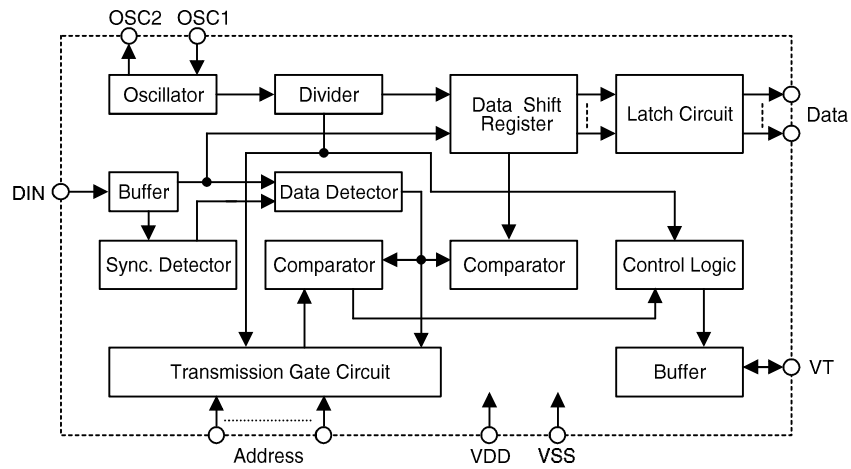 OSC2 OSC1
Oscillator
Divider
Data Shift
Register
Latch Circuit
Data
DIN
Buffer
Data Detector
Sync. Detector
Comparator
Comparator
Control Logic
Transmission Gate Circuit
Buffer
VT
Address
VDD
VSS